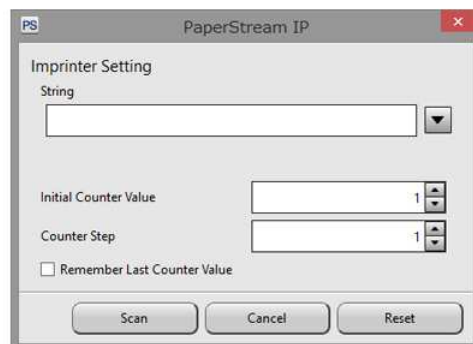 PS PaperStream IP
Imprinter Setting
String
Initial Counter Value 1
Counter Step 1
Remember Last Counter Value
Scan Cancel Reset